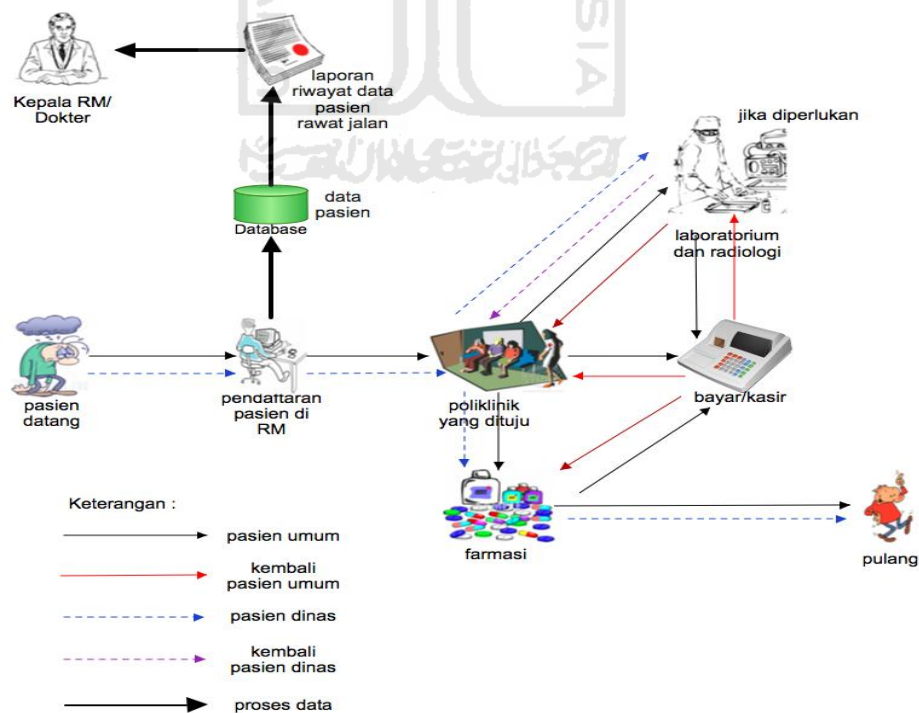 Kepala RM/
Dokter
laporan
riwayat data
pasien
rawat jalan
jika diperlukan
data
pasien
Database
laboratorium
dan radiologi
pasien
datang
pendaftaran
pasien di
RM
poliklinik
yang dituju
bayar/kasir
farmasi
pulang
Keterangan :
pasien umum
kembali
pasien umum
pasien dinas
kembali
pasien dinas
proses data